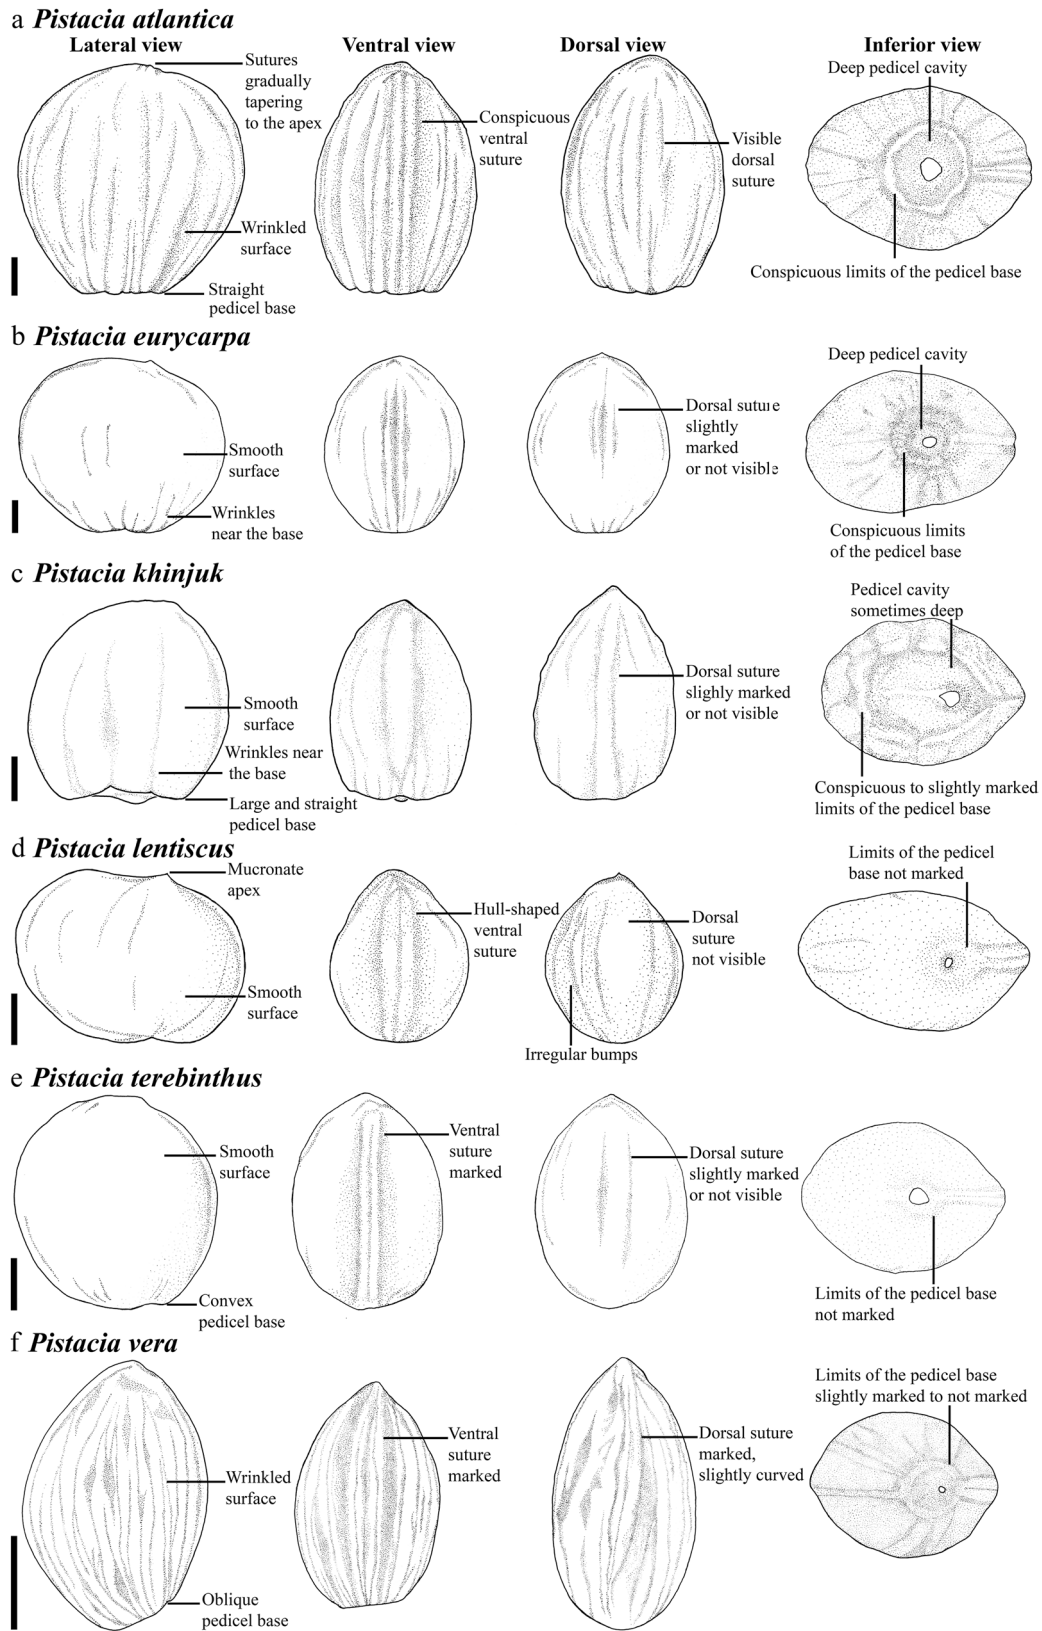 a Pistacia atlantica
Lateral view
Ventral view
Dorsal view
Inferior view
Sutures
gradually
tapering
to the apex
Wrinkled
surface
Straight
pedicel base
Conspicuous
ventral
suture
Visible
dorsal
suture
Deep pedicel cavity
Conspicuous limits of the pedicel base
b Pistacia eurycarpa
Smooth
surface
Wrinkles
near the base
Dorsal suture
slightly
marked
or not visible
Deep pedicel cavity
Conspicuous limits
of the pedicel base
c Pistacia khinjuk
Smooth
surface
Wrinkles near
the base
Large and straight
pedicel base
Dorsal suture
slighly marked
or not visible
Pedicel cavity
sometimes deep
Conspicuous to slightly marked
limits of the pedicel base
d Pistacia lentiscus
Mucronate
apex
Smooth
surface
Hull-shaped
ventral
suture
Dorsal
suture
not visible
Irregular bumps
Limits of the pedicel
base not marked
e Pistacia terebinthus
Smooth
surface
Convex
pedicel base
Ventral
suture
marked
Dorsal suture
slightly marked
or not visible
Limits of the pedicel base
not marked
f Pistacia vera
Wrinkled
surface
Oblique
pedicel base
Ventral
suture
marked
Dorsal suture
marked,
slightly curved
Limits of the pedicel base
slightly marked to not marked